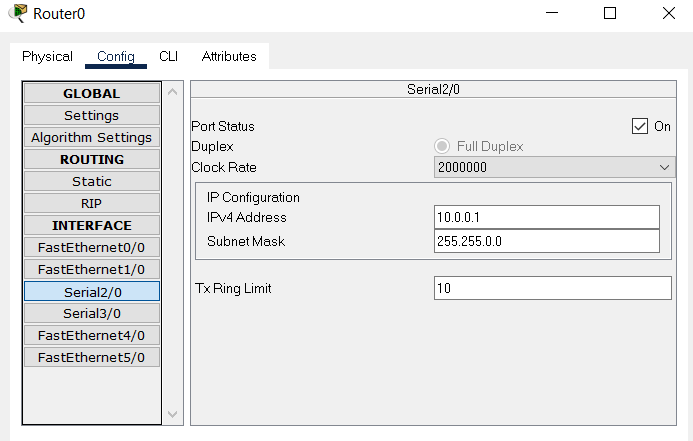 Router0
Physical Config CLI Attributes
GLOBAL
Settings
Algorithm Settings
ROUTING
Static
RIP
INTERFACE
FastEthernet0/0
FastEthernet1/0
Serial2/0
Serial3/0
FastEthernet4/0
FastEthernet5/0
Serial2/0
Port Status On
Duplex Full Duplex
Clock Rate 2000000
IP Configuration
IPv4 Address 10.0.0.1
Subnet Mask 255.255.0.0
Tx Ring Limit 10